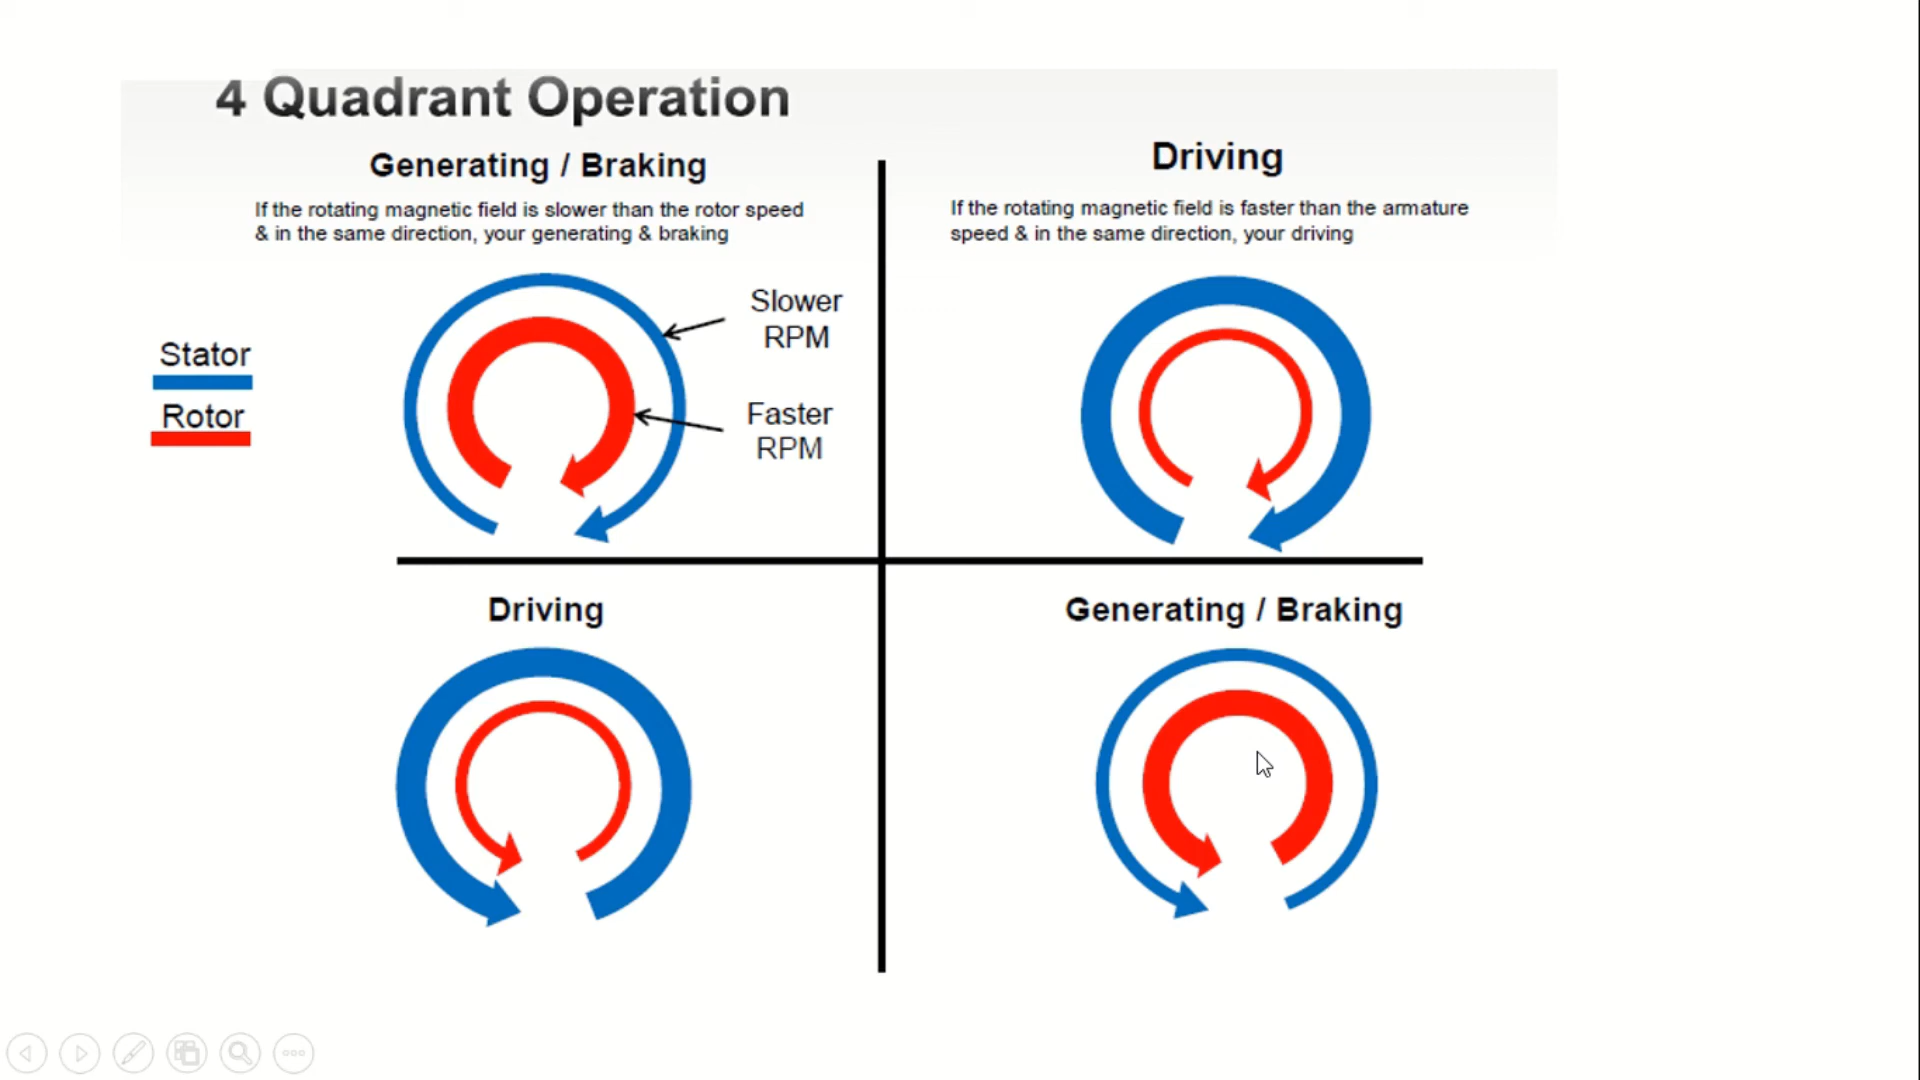 4 Quadrant Operation
Generating / Braking
If the rotating magnetic field is slower than the rotor speed
& in the same direction, your generating & braking
Driving
If the rotating magnetic field is faster than the armature
speed & in the same direction, your driving
Stator
Rotor
Slower
RPM
Faster
RPM
Driving
Generating / Braking